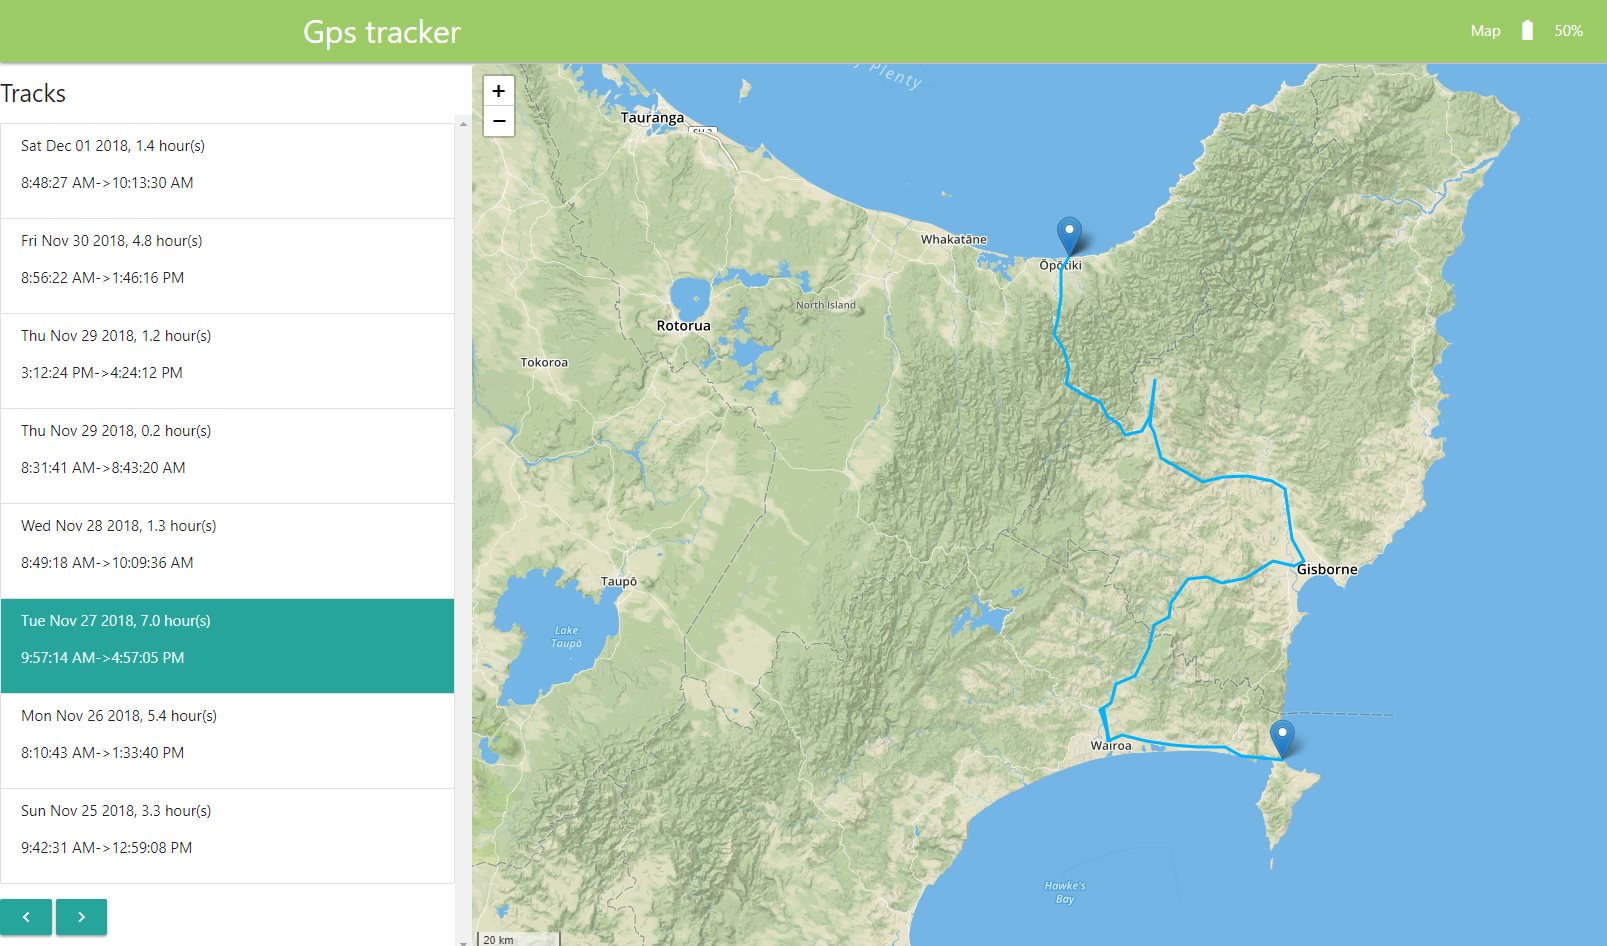 Gps tracker
Map
50%
Tracks
Sat Dec 01 2018, 1.4 hour(s)
8:48:27 AM->10:13:30 AM
Fri Nov 30 2018, 4.8 hour(s)
8:56:22 AM->1:46:16 PM
Thu Nov 29 2018, 1.2 hour(s)
3:12:24 PM->4:24:12 PM
Thu Nov 29 2018, 0.2 hour(s)
8:31:41 AM->8:43:20 AM
Wed Nov 28 2018, 1.3 hour(s)
8:49:18 AM->10:09:36 AM
Tue Nov 27 2018, 7.0 hour(s)
9:57:14 AM->4:57:05 PM
Mon Nov 26 2018, 5.4 hour(s)
8:10:43 AM->1:33:40 PM
Sun Nov 25 2018, 3.3 hour(s)
9:42:31 AM->12:59:08 PM
+
−
Plenty
Tauranga
SH 2
Whakatāne
Ōpōtiki
North Island
Rotorua
Tokoroa
Taupō
Gisborne
Lake
Taupō
Wairoa
Hawke's
Bay
20 km